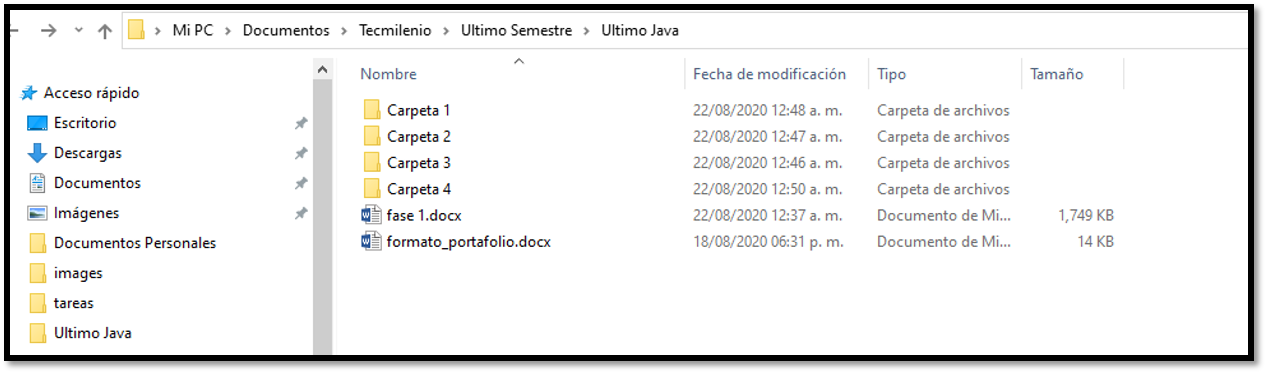 Mi PC > Documentos > Tecmilenio > Ultimo Semestre > Ultimo Java
Acceso rápido
Escritorio
Descargas
Documentos
Imágenes
Documentos Personales
images
tareas
Ultimo Java
Nombre Fecha de modificación Tipo Tamaño
Carpeta 1 22/08/2020 12:48 a. m. Carpeta de archivos
Carpeta 2 22/08/2020 12:47 a. m. Carpeta de archivos
Carpeta 3 22/08/2020 12:46 a. m. Carpeta de archivos
Carpeta 4 22/08/2020 12:50 a. m. Carpeta de archivos
fase 1.docx 22/08/2020 12:37 a. m. Documento de Mi... 1,749 KB
formato_portafolio.docx 18/08/2020 06:31 p. m. Documento de Mi... 14 KB